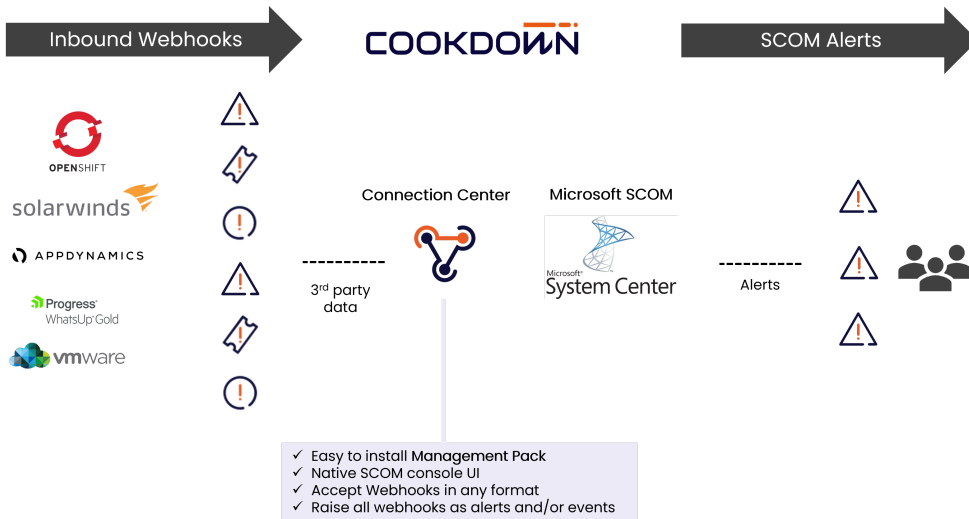 Inbound Webhooks
COOKDOWN
SCOM Alerts
OPENSHIFT
solarwinds
APPDYNAMICS
Progress®
WhatsUp® Gold
vmware
3rd party
data
Connection Center
Microsoft SCOM
Microsoft®
System Center
Alerts
✓ Easy to install Management Pack
✓ Native SCOM console UI
✓ Accept Webhooks in any format
✓ Raise all webhooks as alerts and/or events